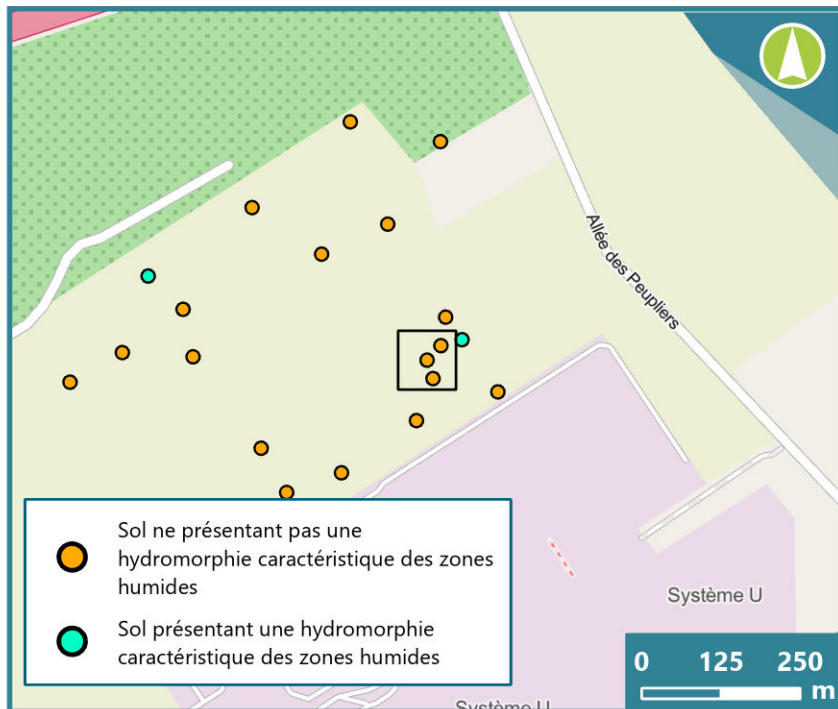 Allée des Peupliers
Sol ne présentant pas une
hydromorphie caractéristique des zones
humides
Sol présentant une hydromorphie
caractéristique des zones humides
Système U
Système U
0 125 250
m